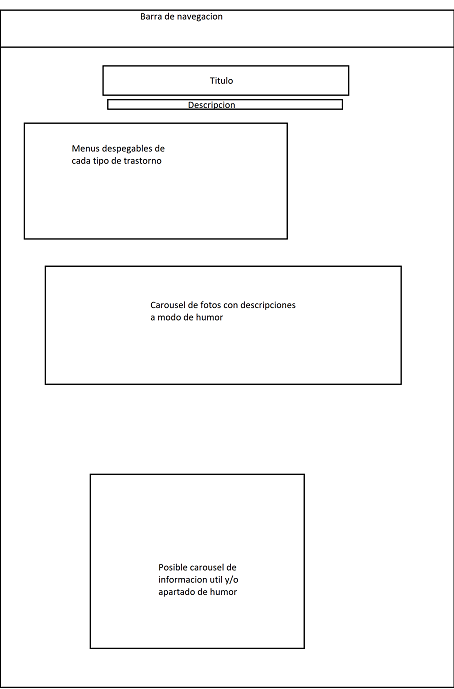 Barra de navegacion
Titulo
Descripcion
Menus despegables de
cada tipo de trastorno
Carousel de fotos con descripciones
a modo de humor
Posible carousel de
informacion util y/o
apartado de humor